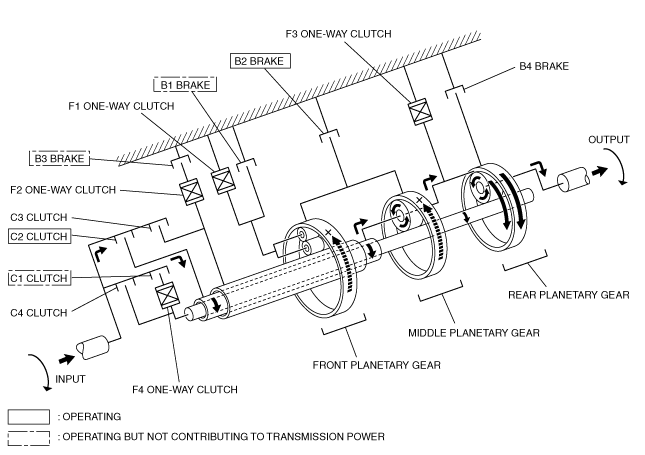 F3 ONE-WAY CLUTCH
B2 BRAKE
B4 BRAKE
B1 BRAKE
F1 ONE-WAY CLUTCH
OUTPUT
B3 BRAKE
F2 ONE-WAY CLUTCH
C3 CLUTCH
C2 CLUTCH
C1 CLUTCH
C4 CLUTCH
REAR PLANETARY GEAR
MIDDLE PLANETARY GEAR
FRONT PLANETARY GEAR
INPUT
F4 ONE-WAY CLUTCH
: OPERATING
: OPERATING BUT NOT CONTRIBUTING TO TRANSMISSION POWER